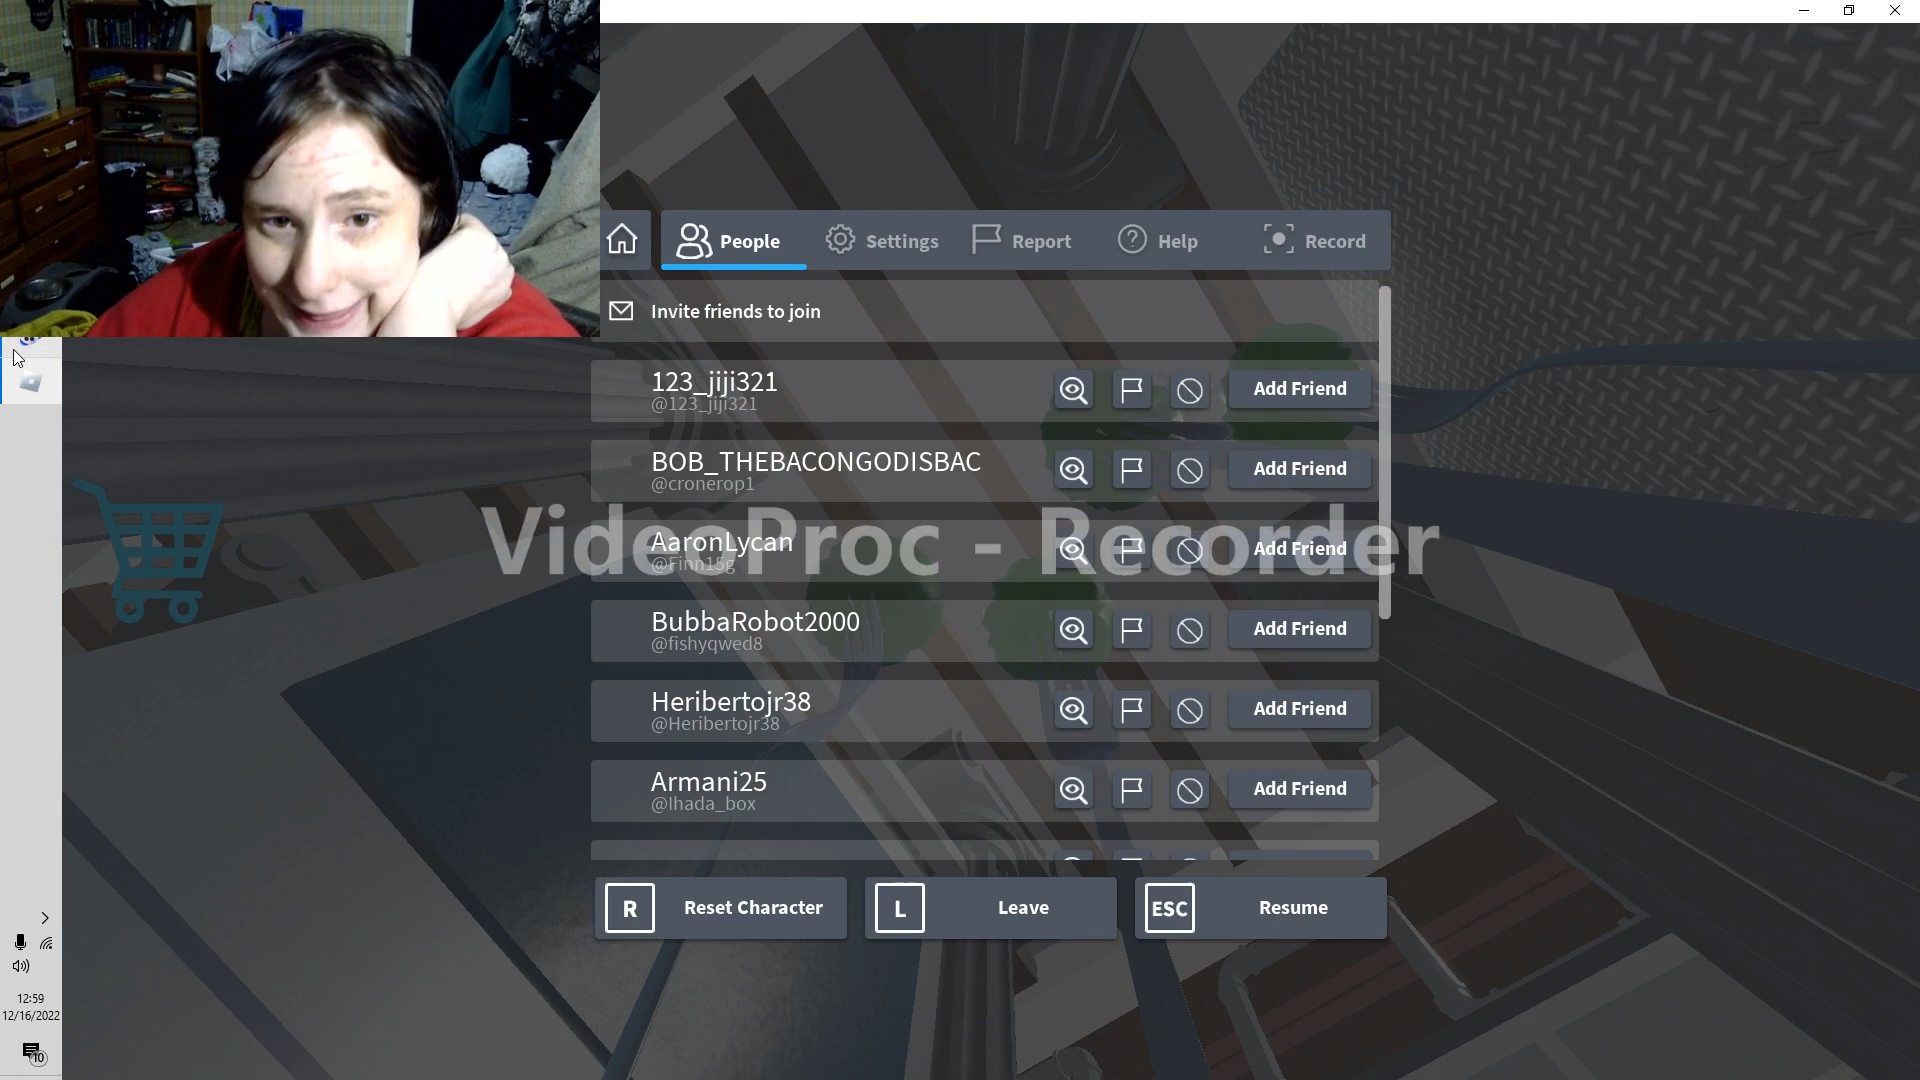 People
Settings
Report
Help
Record
Invite friends to join
123_jiji321
@123_jiji321
Add Friend
BOB_THEBACONGODISBAC
@cronerop1
Add Friend
VideoProc - Recorder
AaronLycan
@Finn15g
Add Friend
BubbaRobot2000
@fishyqwed8
Add Friend
Heribertojr38
@Heribertojr38
Add Friend
Armani25
@lhada_box
Add Friend
R Reset Character
L Leave
ESC Resume
12:59
12/16/2022
10